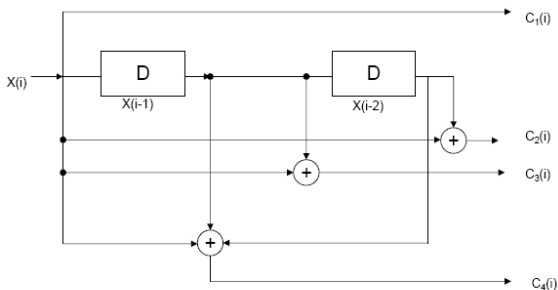 C₁(i)
D
D
X(i)
X(i-1)
X(i-2)
+
C₂(i)
+
C₃(i)
+
C₄(i)